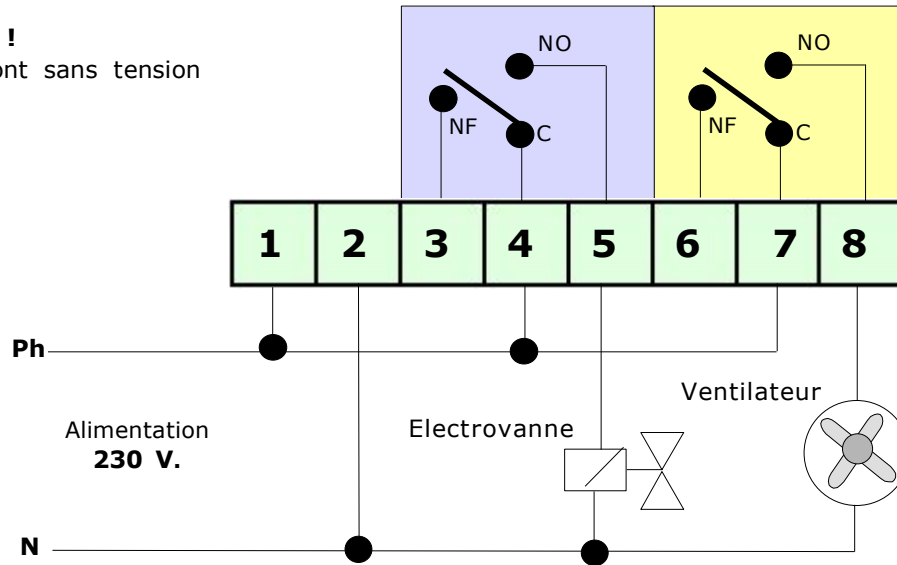 !
ont sans tension
NO
NF
C
NO
NF
C
1 2 3 4 5 6 7 8
Ph
Ventilateur
Electrovanne
Alimentation
230 V.
N